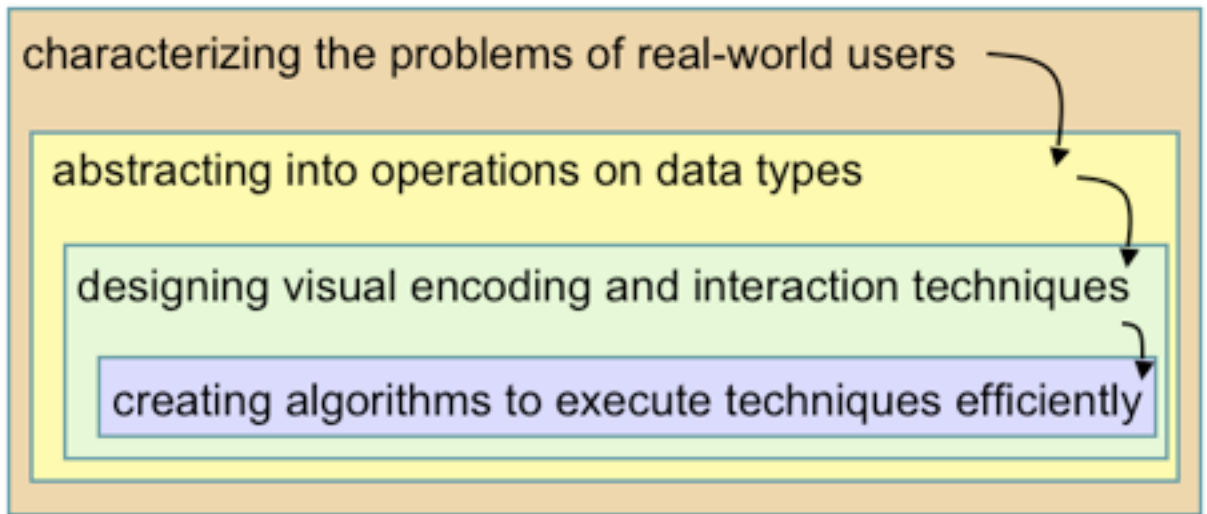 characterizing the problems of real-world users
abstracting into operations on data types
designing visual encoding and interaction techniques
creating algorithms to execute techniques efficiently